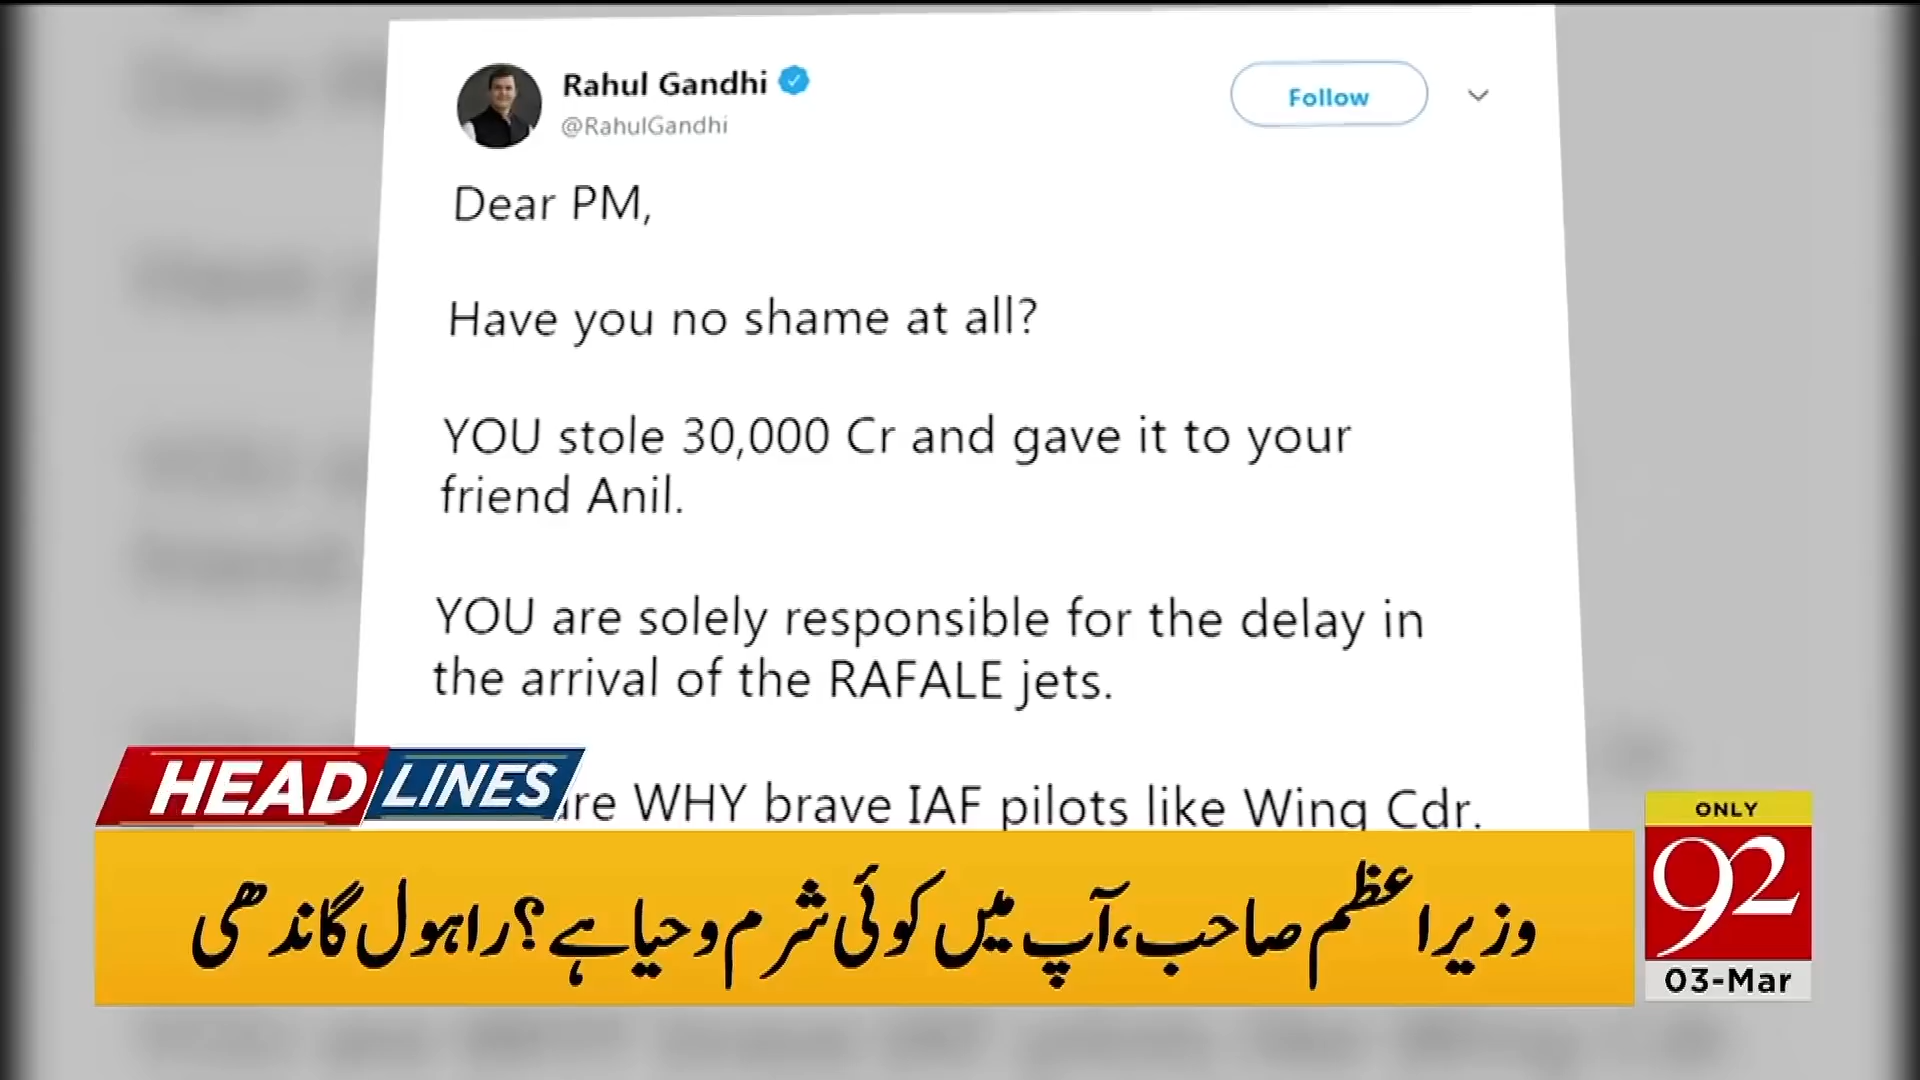 Rahul Gandhi
@RahulGandhi
Follow
Dear PM,
Have you no shame at all?
YOU stole 30,000 Cr and gave it to your
friend Anil.
YOU are solely responsible for the delay in
the arrival of the RAFALE jets.
WHY brave IAF pilots like Wing Cdr.
HEADLINES
وزیراعظم صاحب، آپ میں کوئی شرم و حیا ہے؟ راہول گاندھی
ONLY
92
03-Mar